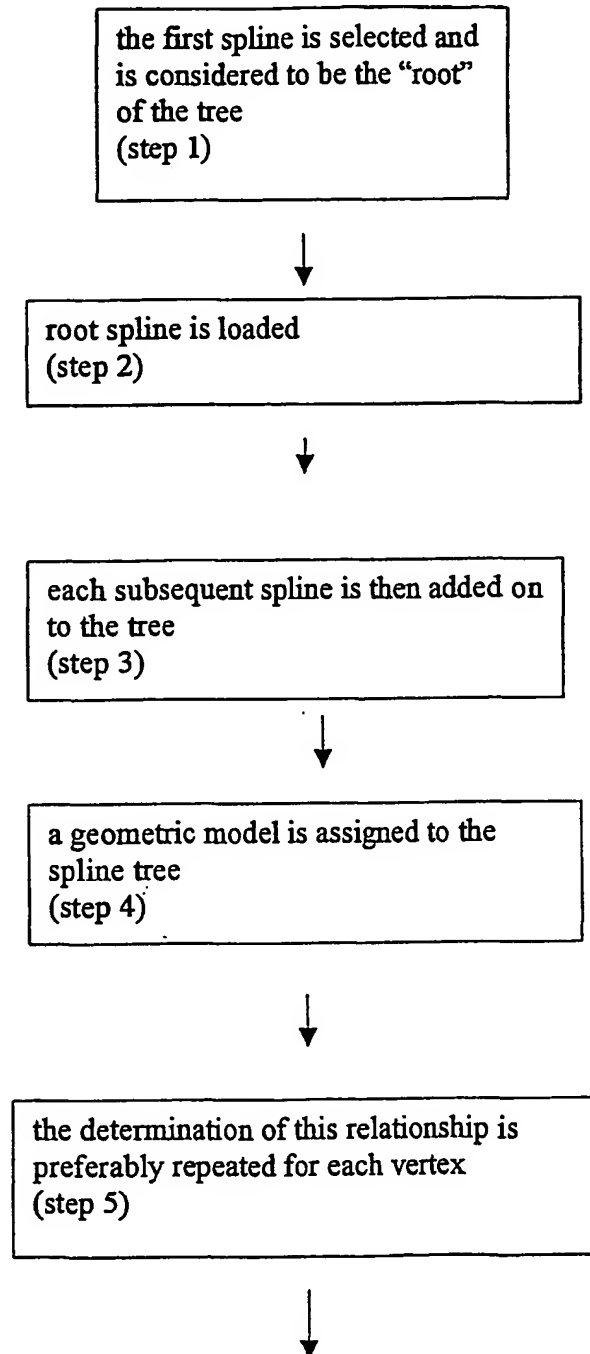 the first spline is selected and
is considered to be the “root”
of the tree
(step 1)
root spline is loaded
(step 2)
each subsequent spline is then added on
to the tree
(step 3)
a geometric model is assigned to the
spline tree
(step 4)
the determination of this relationship is
preferably repeated for each vertex
(step 5)